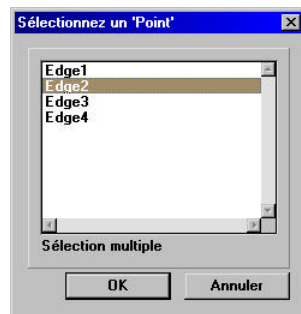 Sélectionnez un 'Point'
Edge1
Edge2
Edge3
Edge4
Sélection multiple
OK
Annuler